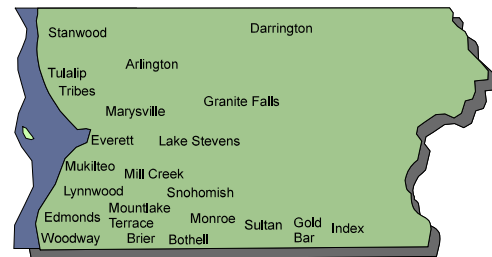 Darrington
Stanwood
Arlington
Tulalip
Tribes
Granite Falls
Marysville
Everett
Lake Stevens
Mukilteo
Mill Creek
Lynnwood
Snohomish
Mountlake
Terrace
Edmonds
Monroe
Sultan
Gold
Bar
Index
Woodway
Brier
Bothell